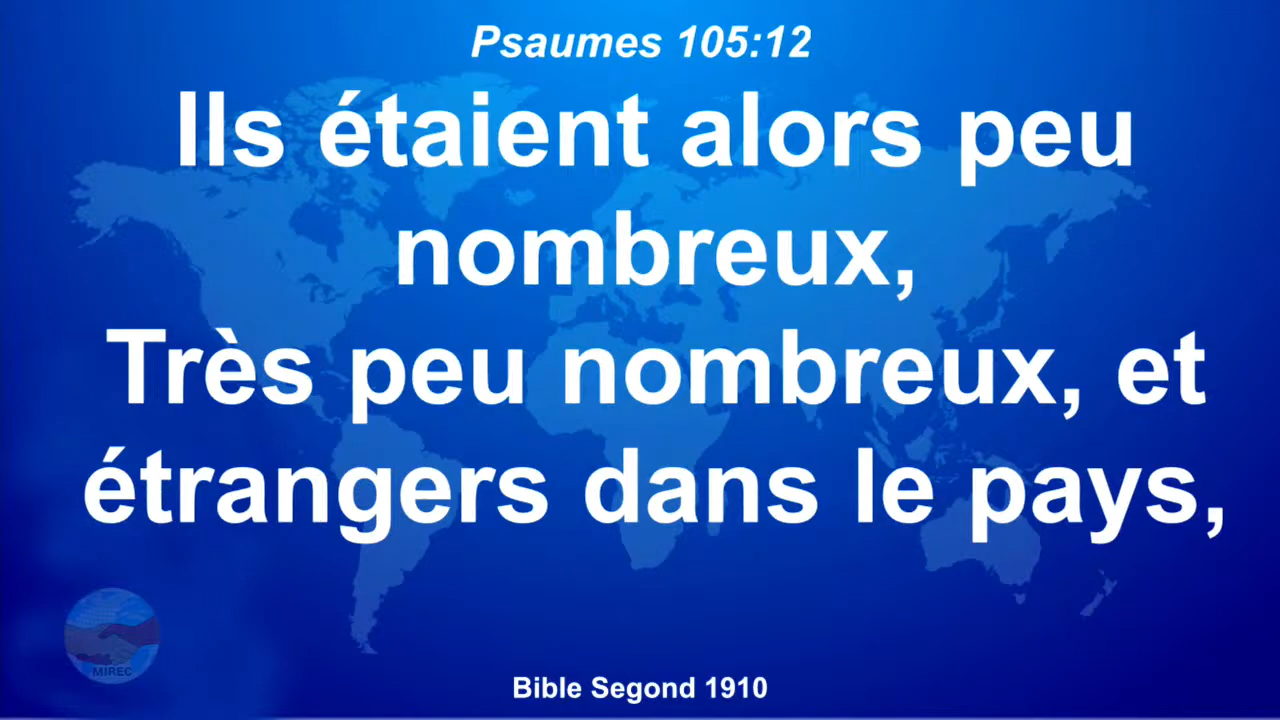 Psaumes 105:12
Ils étaient alors peu
nombreux,
Très peu nombreux, et
étrangers dans le pays,
MIREC
Bible Segond 1910